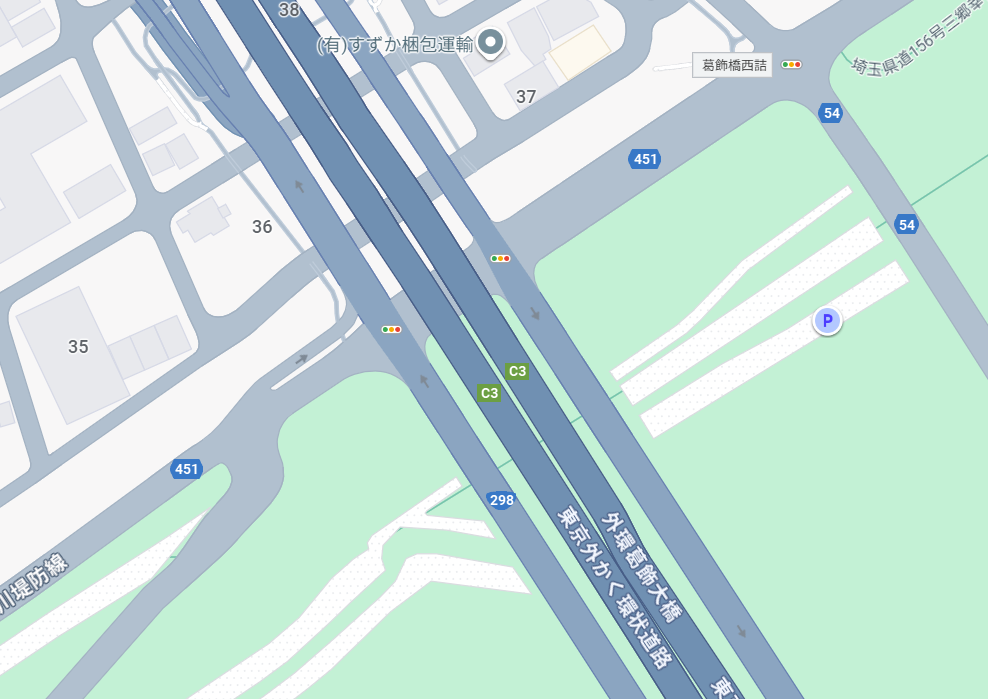 38
(有)すずか梱包運輸
葛飾橋西詰
埼玉県道156号三郷幸
37
54
451
54
36
P
35
C3
C3
451
298
外環葛飾大橋
東京外かく環状道路
川堤防線